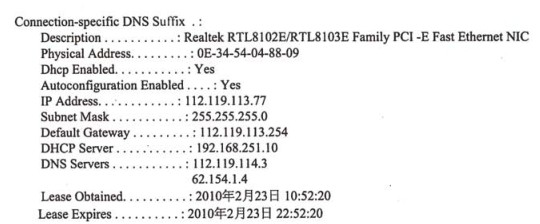 Connection-specific DNS Suffix . :
Description . . . . . . . . . . . : Realtek RTL8102E/RTL8103E Family PCI -E Fast Ethernet NIC
Physical Address. . . . . . . . . : 0E-34-54-04-88-09
Dhcp Enabled. . . . . . . . . . . : Yes
Autoconfiguration Enabled . . . . : Yes
IP Address. . . . . . . . . . . . : 112.119.113.77
Subnet Mask . . . . . . . . . . . : 255.255.255.0
Default Gateway . . . . . . . . . : 112.119.113.254
DHCP Server . . . . . . . . . . . : 192.168.251.10
DNS Servers . . . . . . . . . . . : 112.119.114.3
62.154.1.4
Lease Obtained. . . . . . . . . . : 2010年2月23日 10:52:20
Lease Expires . . . . . . . . . . : 2010年2月23日 22:52:20